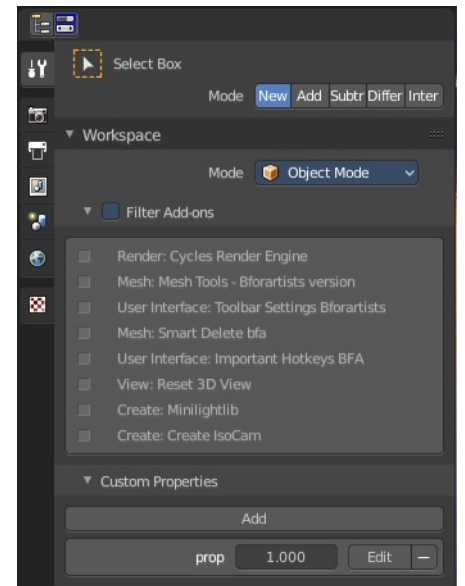 Select Box
Mode New Add Subtr Differ Inter
Workspace
Mode Object Mode
Filter Add-ons
Render: Cycles Render Engine
Mesh: Mesh Tools - Bforartists version
User Interface: Toolbar Settings Bforartists
Mesh: Smart Delete bfa
User Interface: Important Hotkeys BFA
View: Reset 3D View
Create: Minilightlib
Create: Create IsoCam
Custom Properties
Add
prop 1.000 Edit